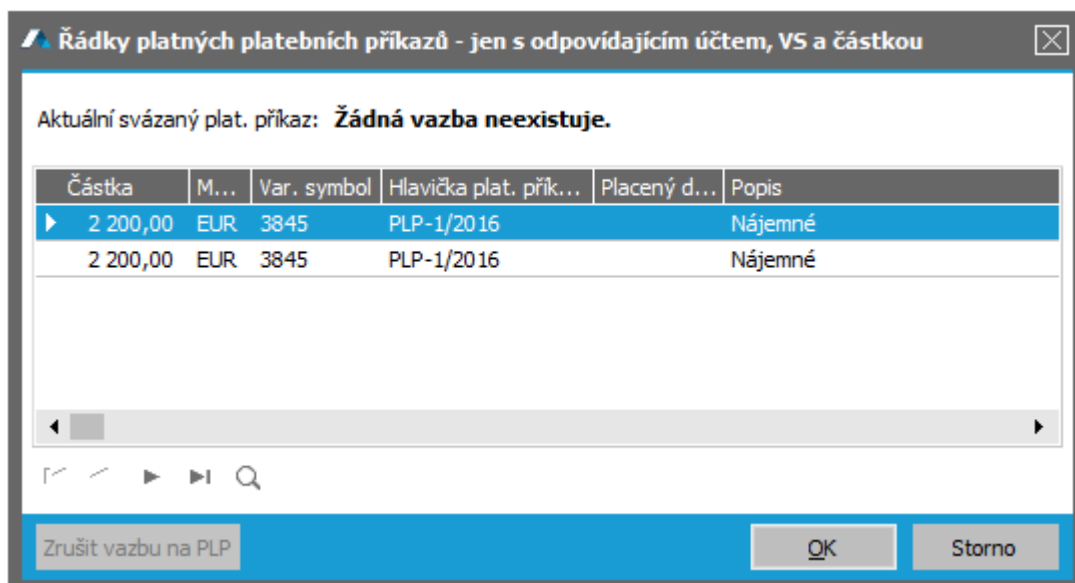 Řádky platných platebních příkazů - jen s odpovídajícím účtem, VS a částkou
Aktuální svázaný plat. příkaz: Žádná vazba neexistuje.
Částka M... Var. symbol Hlavička plat. přík... Placený d... Popis
2 200,00 EUR 3845 PLP-1/2016 Nájemné
2 200,00 EUR 3845 PLP-1/2016 Nájemné
Zrušit vazbu na PLP OK Storno